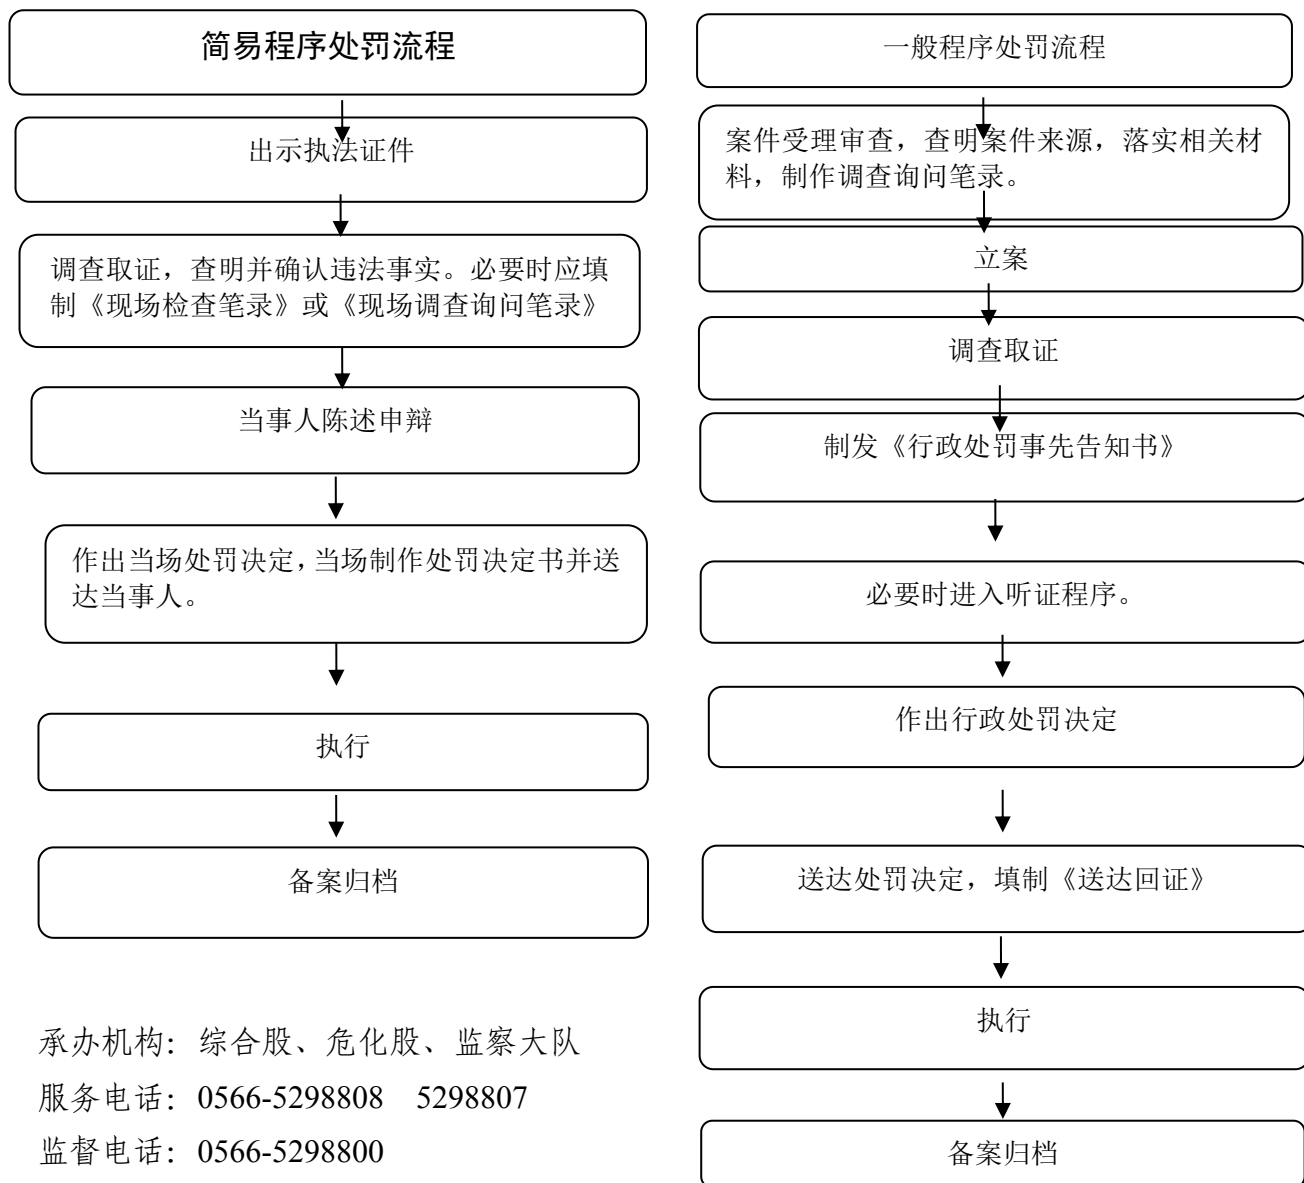 简易程序处罚流程
出示执法证件
调查取证，查明并确认违法事实。必要时应填
制《现场检查笔录》或《现场调查询问笔录》
当事人陈述申辩
作出当场处罚决定，当场制作处罚决定书并送
达当事人。
执行
备案归档
承办机构：综合股、危化股、监察大队
服务电话：0566-5298808 5298807
监督电话：0566-5298800
一般程序处罚流程
案件受理审查，查明案件来源，落实相关材
料，制作调查询问笔录。
立案
调查取证
制发《行政处罚事先告知书》
必要时进入听证程序。
作出行政处罚决定
送达处罚决定，填制《送达回证》
执行
备案归档